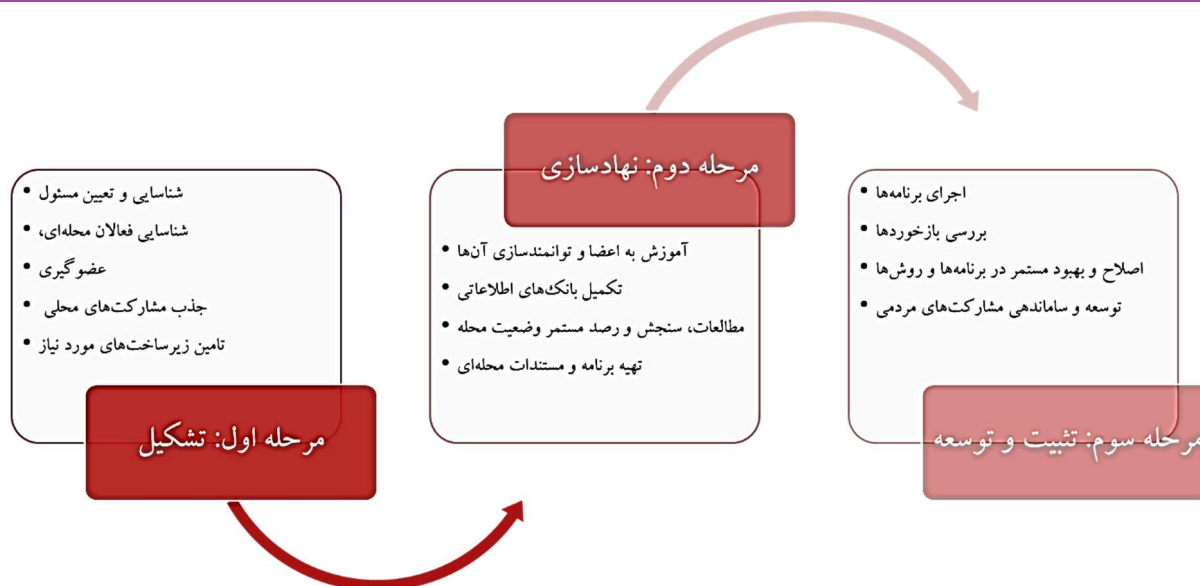 شناسایی و تعیین مسئول
شناسایی فعالان محله‌ای،
عضوگیری
جذب مشارکت‌های محلی
تامین زیرساخت‌های مورد نیاز
مرحله اول: تشکیل
مرحله دوم: نهادسازی
آموزش به اعضا و توانمندسازی آن‌ها
تکمیل بانک‌های اطلاعاتی
مطالعات، سنجش و رصد مستمر وضعیت محله
تهیه برنامه و مستندات محله‌ای
اجرای برنامه‌ها
بررسی بازخوردها
اصلاح و بهبود مستمر در برنامه‌ها و روش‌ها
توسعه و ساماندهی مشارکت‌های مردمی
مرحله سوم: تثبیت و توسعه